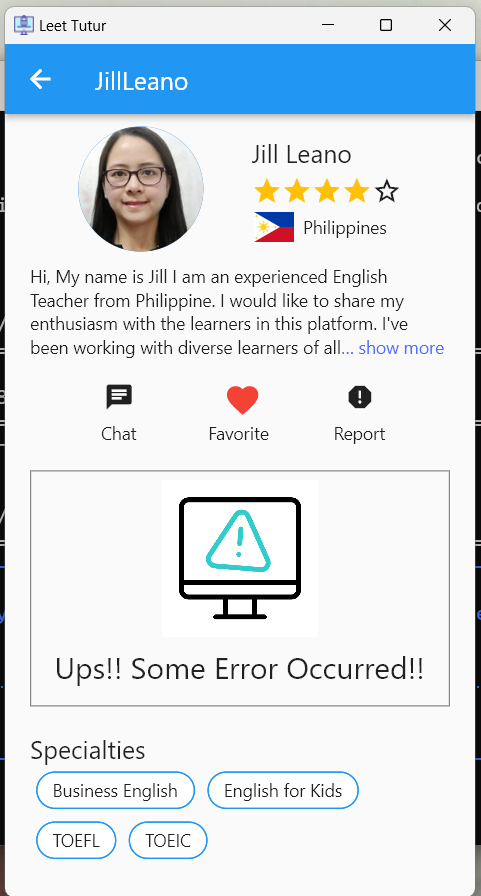 Leet Tutur
JillLeano
Jill Leano
Philippines
Hi, My name is Jill I am an experienced English
Teacher from Philippine. I would like to share my
enthusiasm with the learners in this platform. I've
been working with diverse learners of all... show more
Chat Favorite Report
Ups!! Some Error Occurred!!
Specialties
Business English English for Kids
TOEFL TOEIC